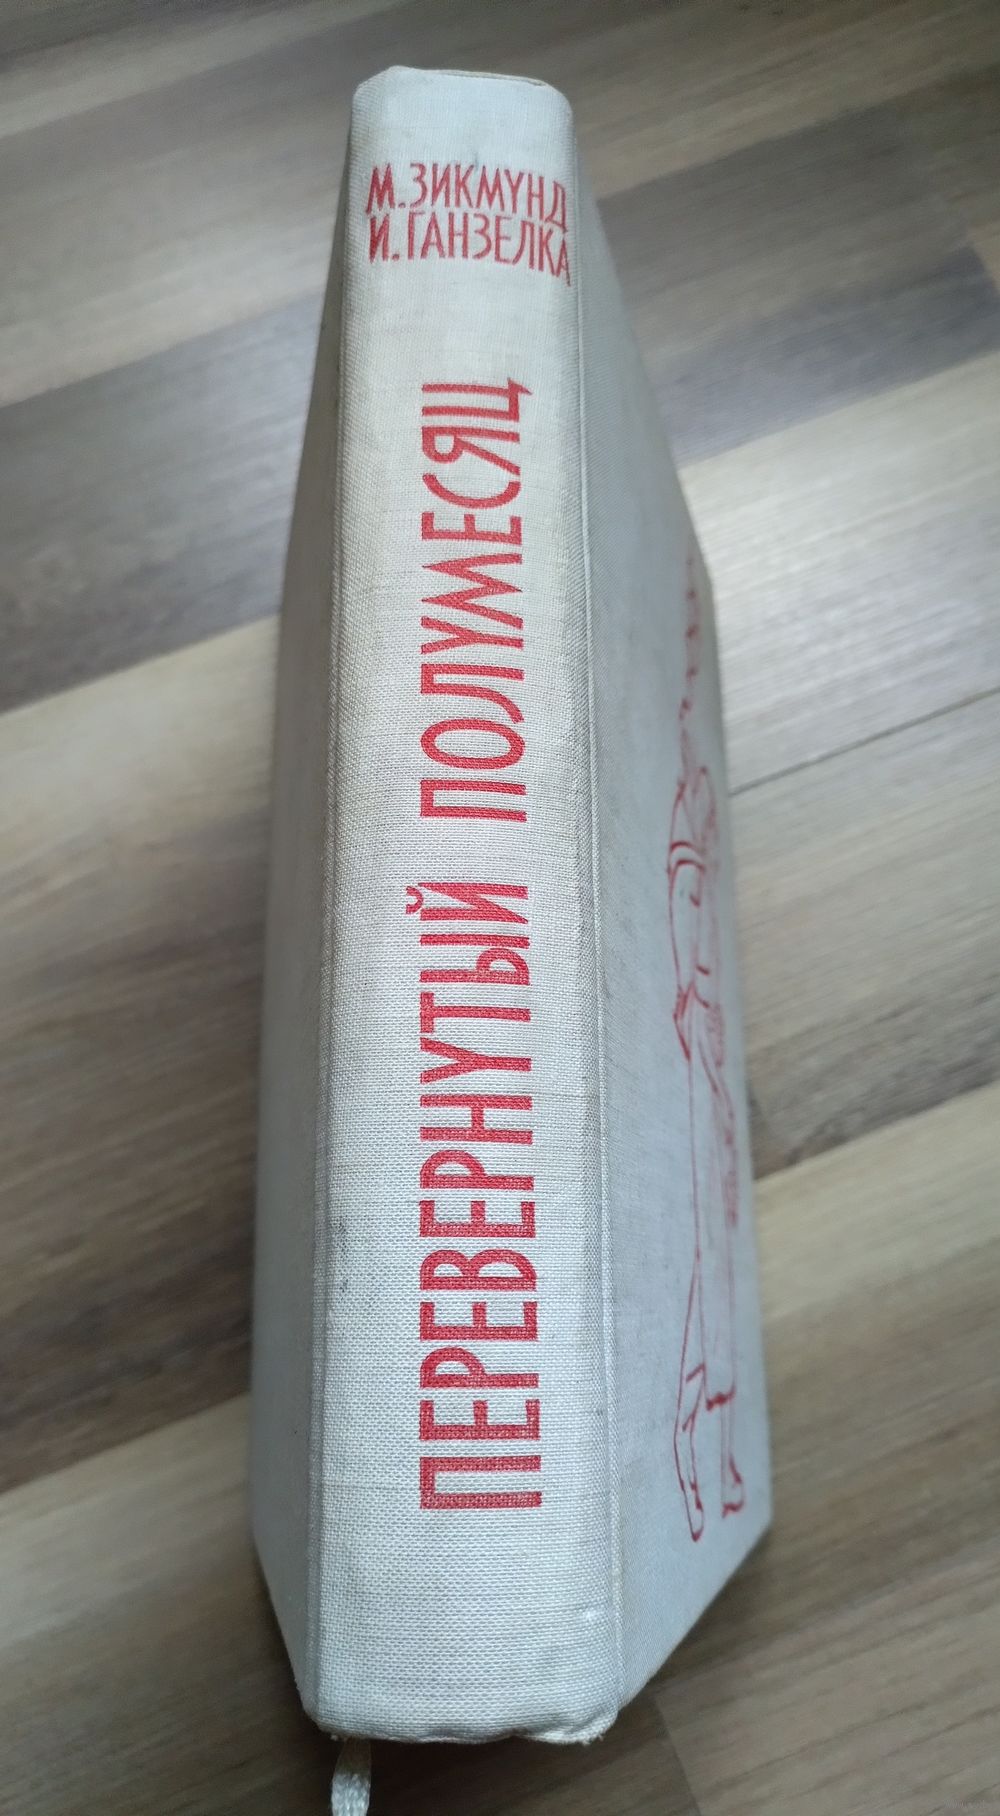 М. ЗИКМУНД
И. ГАНЗЕЛКА
ПЕРЕВЕРНУТЫЙ ПОЛУМЕСЯЦ